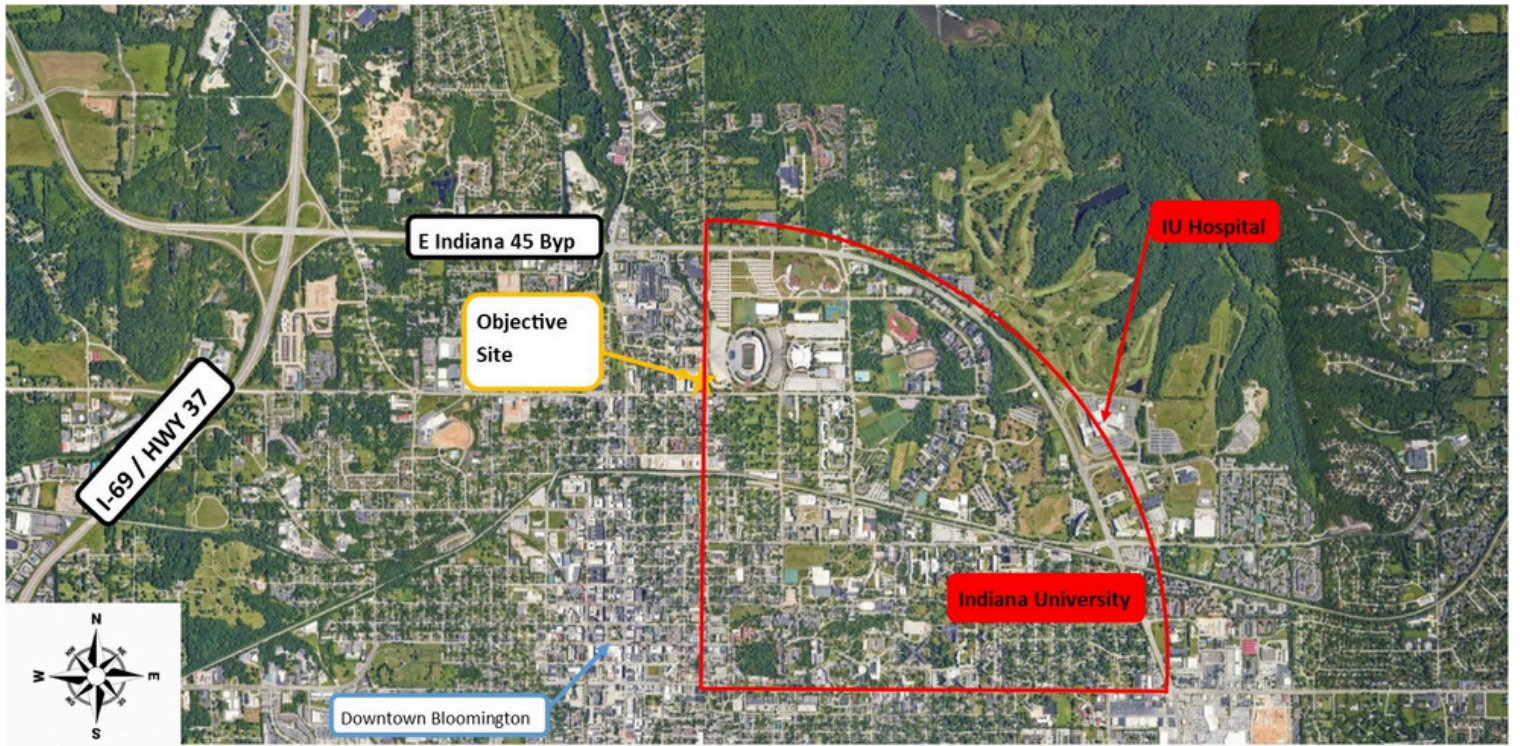 E Indiana 45 Byp
IU Hospital
Objective
Site
I-69 / HWY 37
Indiana University
Downtown Bloomington
N
W
E
S